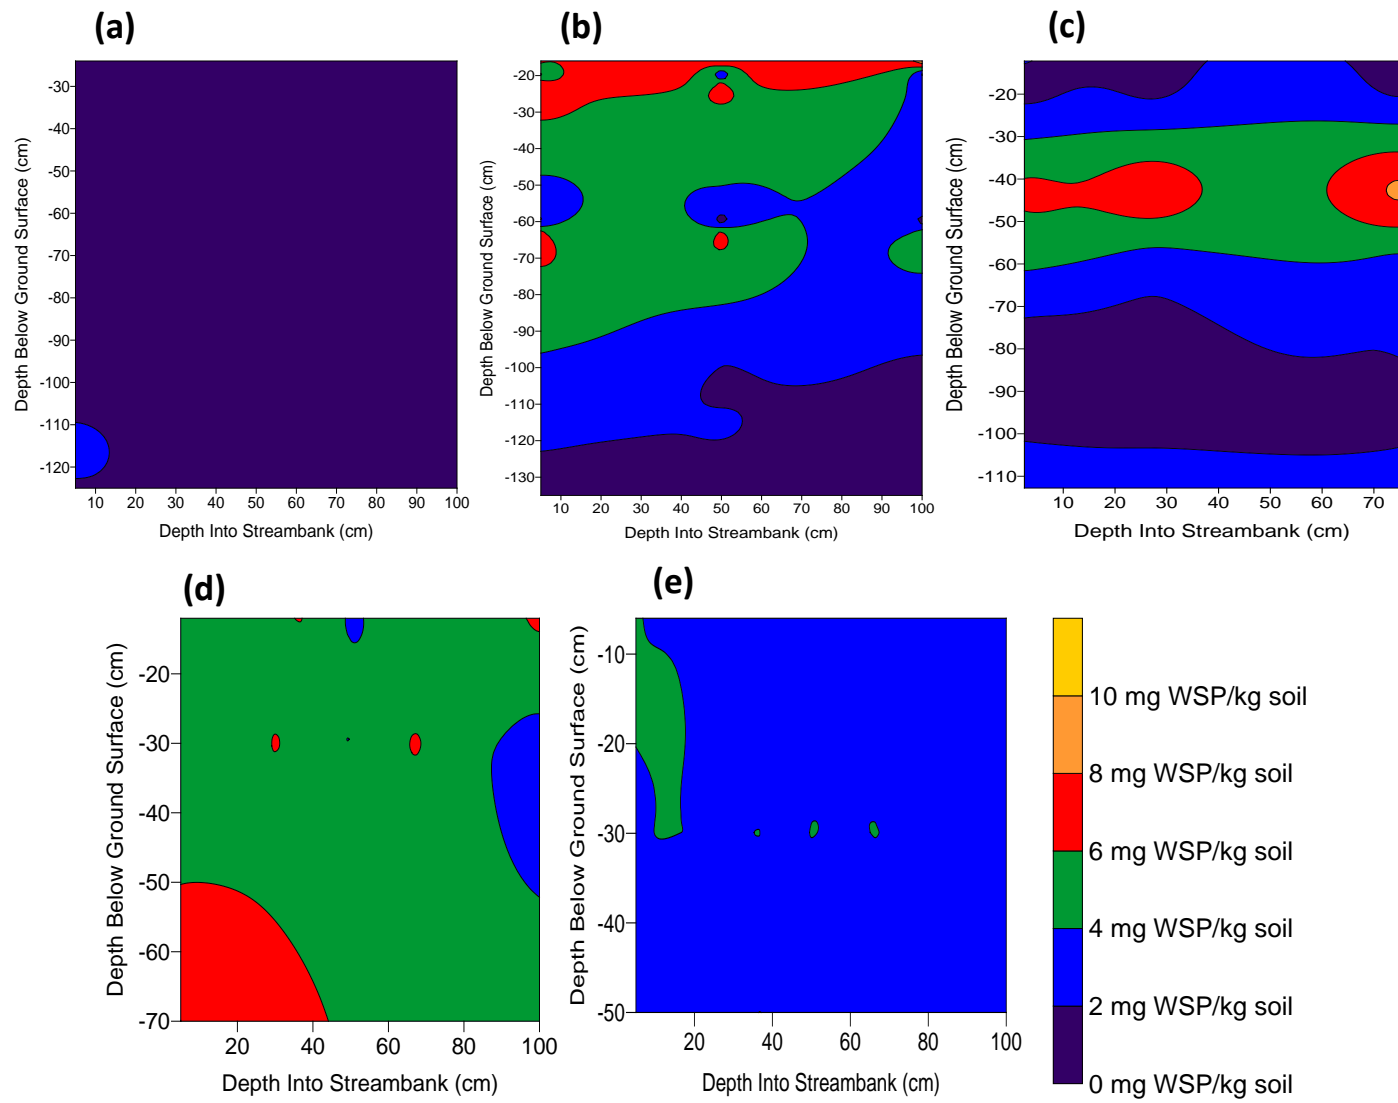 (a)
-30
-40
-50
-60
-70
-80
-90
-100
-110
-120
Depth Below Ground Surface (cm)
10 20 30 40 50 60 70 80 90 100
Depth Into Streambank (cm)
(b)
-20
-30
-40
-50
-60
-70
-80
-90
-100
-110
-120
-130
Depth Below Ground Surface (cm)
10 20 30 40 50 60 70 80 90 100
Depth Into Streambank (cm)
(c)
-20
-30
-40
-50
-60
-70
-80
-90
-100
-110
Depth Below Ground Surface (cm)
10 20 30 40 50 60 70
Depth Into Streambank (cm)
(d)
-20
-30
-40
-50
-60
-70
Depth Below Ground Surface (cm)
20 40 60 80 100
Depth Into Streambank (cm)
(e)
-10
-20
-30
-40
-50
Depth Below Ground Surface (cm)
20 40 60 80 100
Depth Into Streambank (cm)
10 mg WSP/kg soil
8 mg WSP/kg soil
6 mg WSP/kg soil
4 mg WSP/kg soil
2 mg WSP/kg soil
0 mg WSP/kg soil